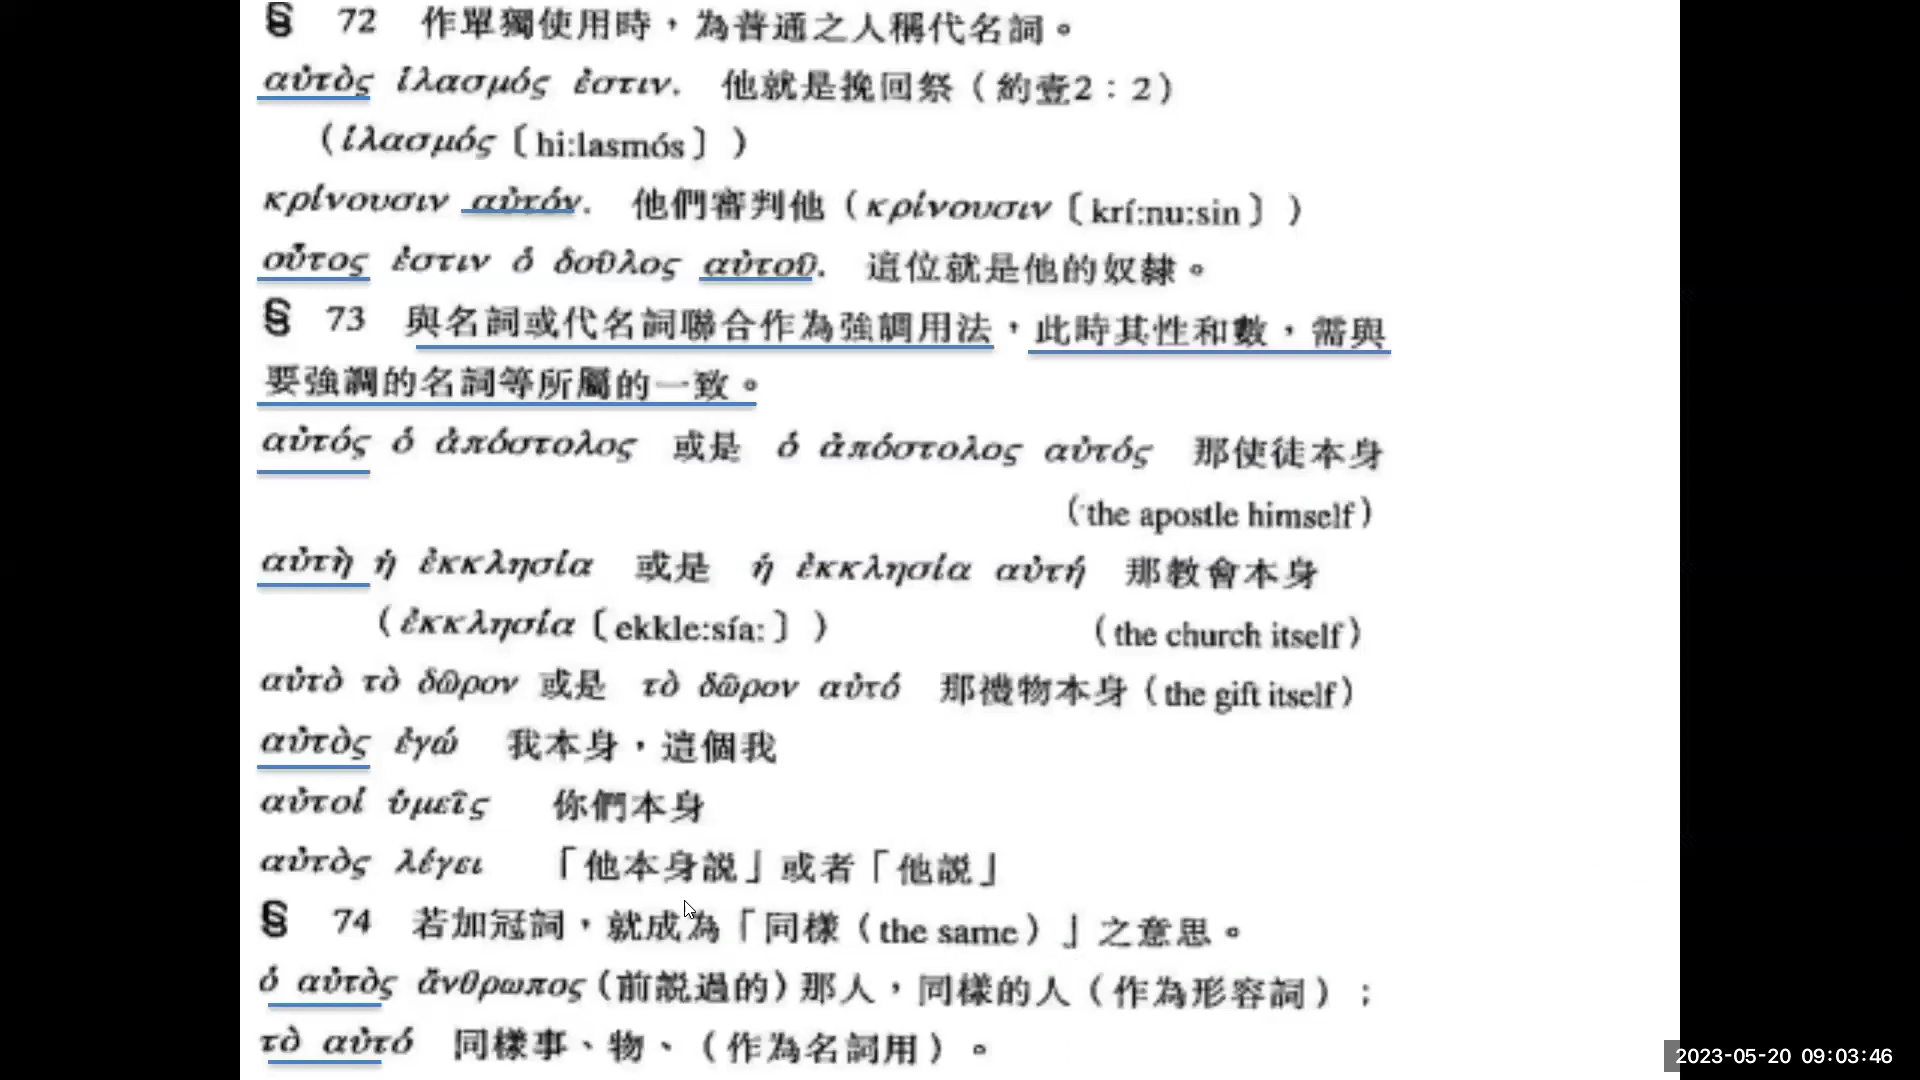 § 72 作單獨使用時，為普通之人稱代名詞。
αὐτὸς ἱλασμός ἐστιν. 他就是挽回祭（約壹2：2）
（ἱλασμός〔hi:lasmós〕）
κρίνουσιν αὐτόν. 他們審判他（κρίνουσιν〔krí:nu:sin〕）
οὗτος ἐστιν ὁ δοῦλος αὐτοῦ. 這位就是他的奴隸。
§ 73 與名詞或代名詞聯合作為強調用法，此時其性和數，需與
要強調的名詞等所屬的一致。
αὐτός ὁ ἀπόστολος 或是 ὁ ἀπόστολος αὐτός 那使徒本身
（the apostle himself）
αὐτὴ ἡ ἐκκλησία 或是 ἡ ἐκκλησία αὐτή 那教會本身
（ἐκκλησία〔ekkle:sía:〕） （the church itself）
αὐτὸ τὸ δῶρον 或是 τὸ δῶρον αὐτό 那禮物本身（the gift itself）
αὐτὸς ἐγώ 我本身，這個我
αὐτοί ὑμεῖς 你們本身
αὐτὸς λέγει 「他本身説」或者「他説」
§ 74 若加冠詞，就成為「同樣（the same）」之意思。
ὁ αὐτὸς ἄνθρωπος（前説過的）那人，同樣的人（作為形容詞）；
τὸ αὐτό 同樣事、物、（作為名詞用）。
2023-05-20 09:03:46